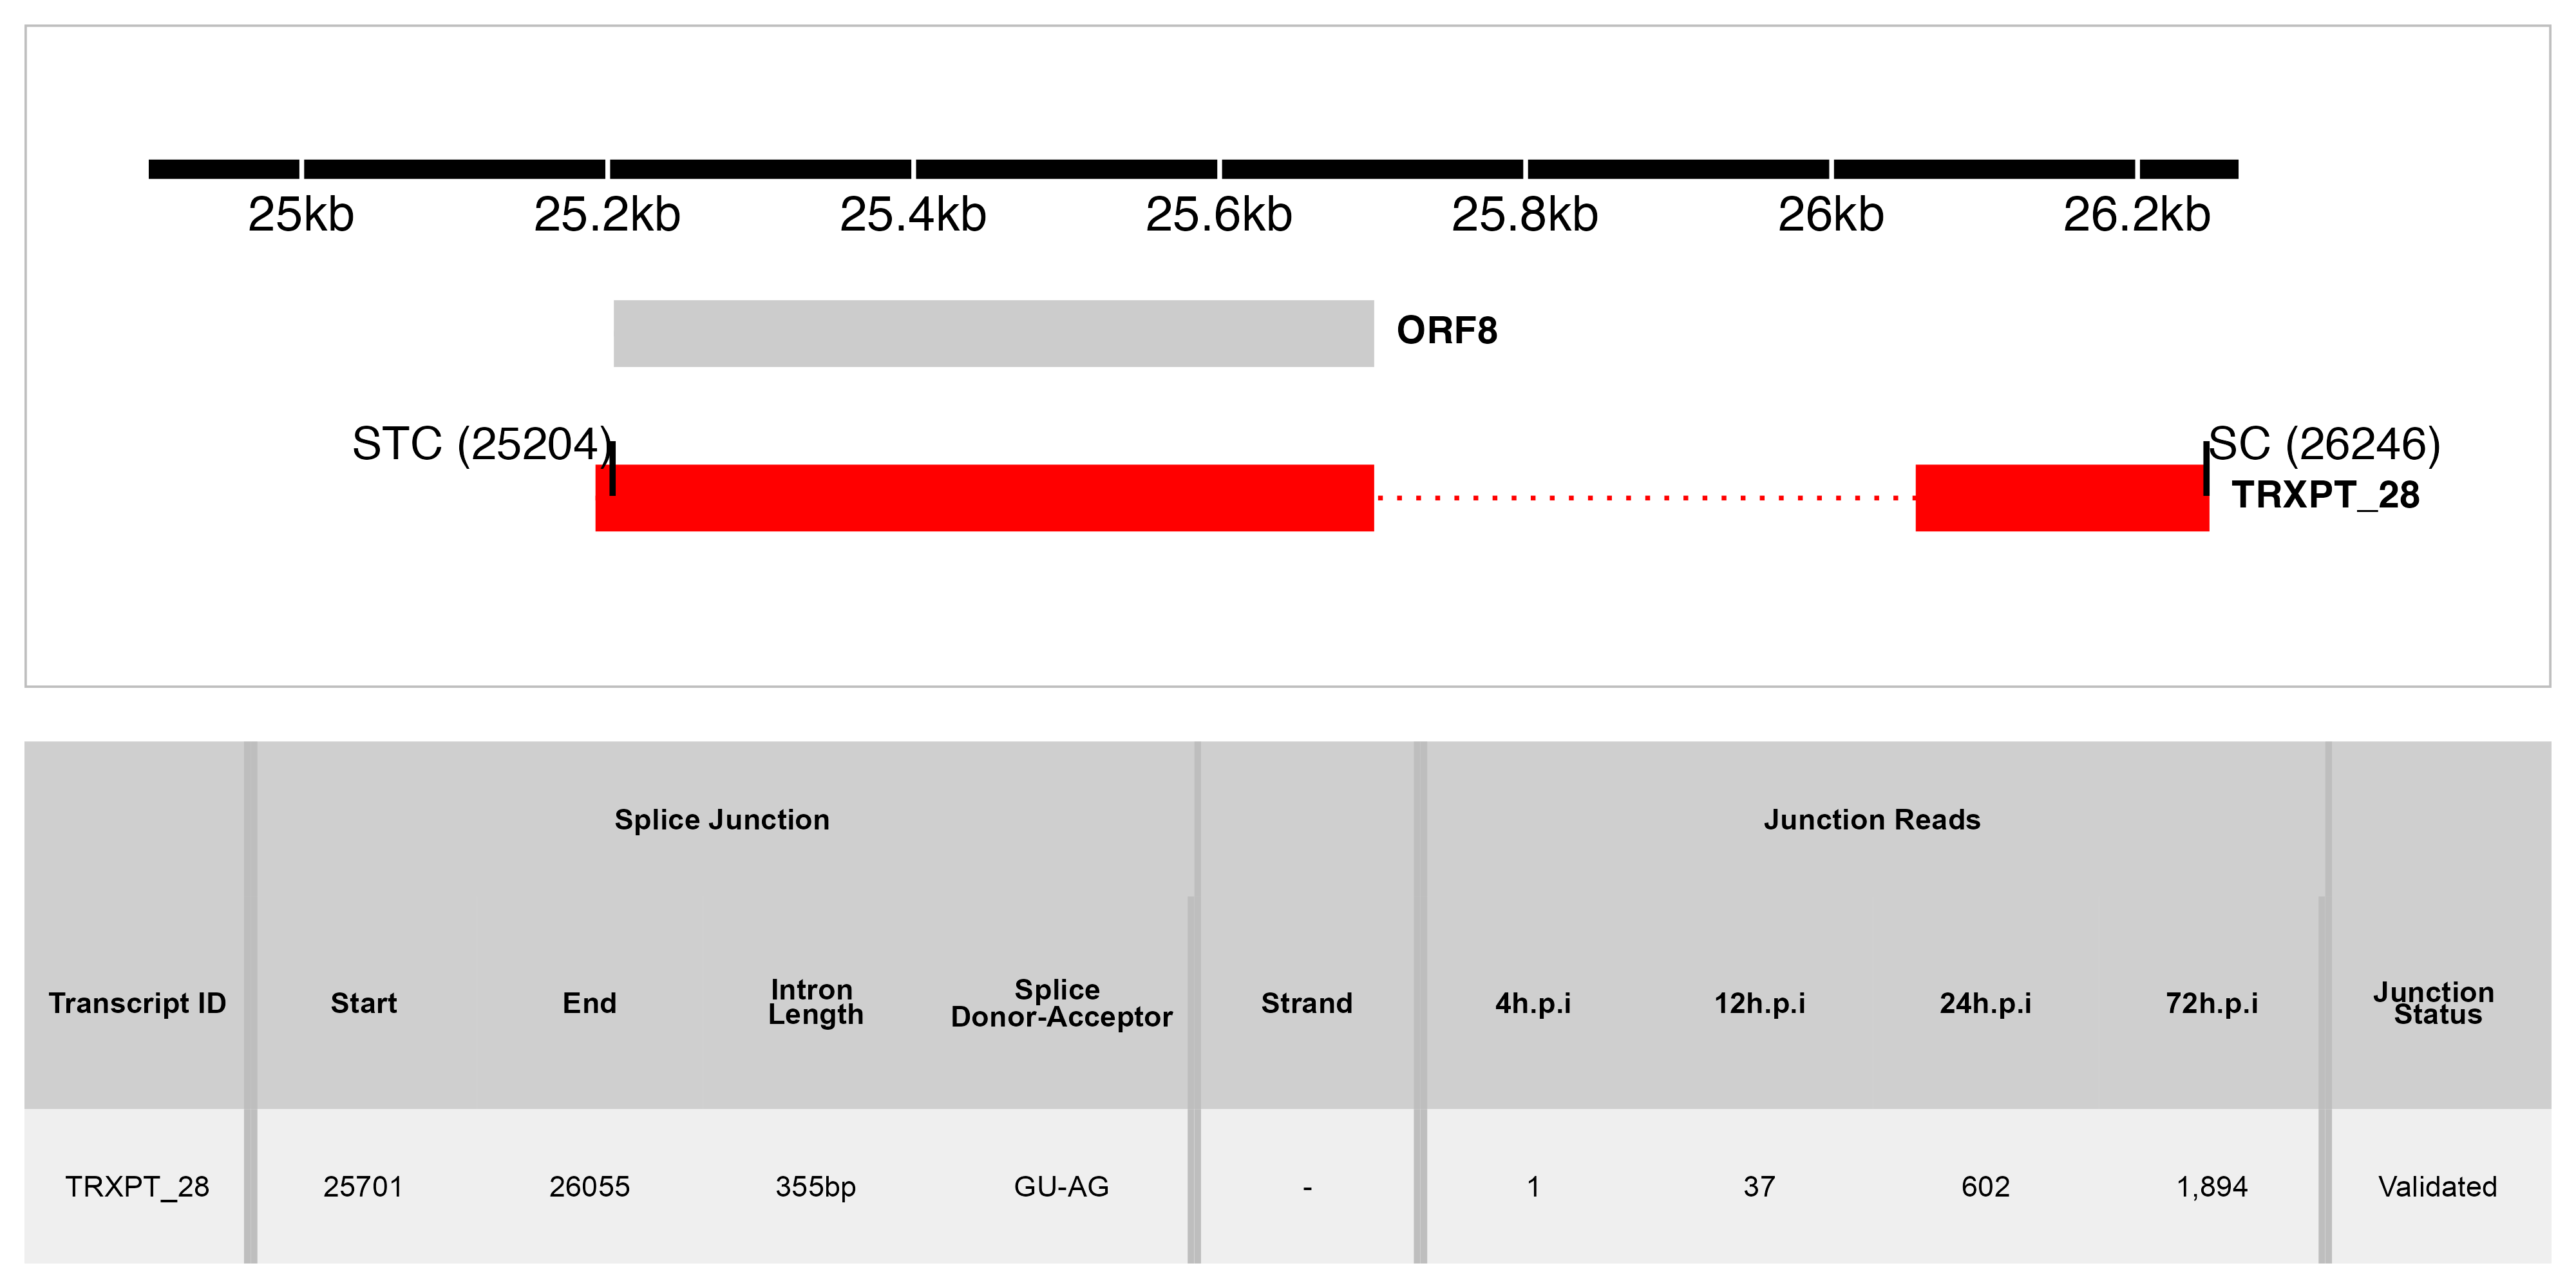 25kb 25.2kb 25.4kb 25.6kb 25.8kb 26kb 26.2kb
ORF8
STC (25204) SC (26246)
TRXPT_28
Splice Junction Junction Reads
Transcript ID Start End Intron Length Splice Donor-Acceptor Strand 4h.p.i 12h.p.i 24h.p.i 72h.p.i Junction Status
TRXPT_28 25701 26055 355bp GU-AG - 1 37 602 1,894 Validated